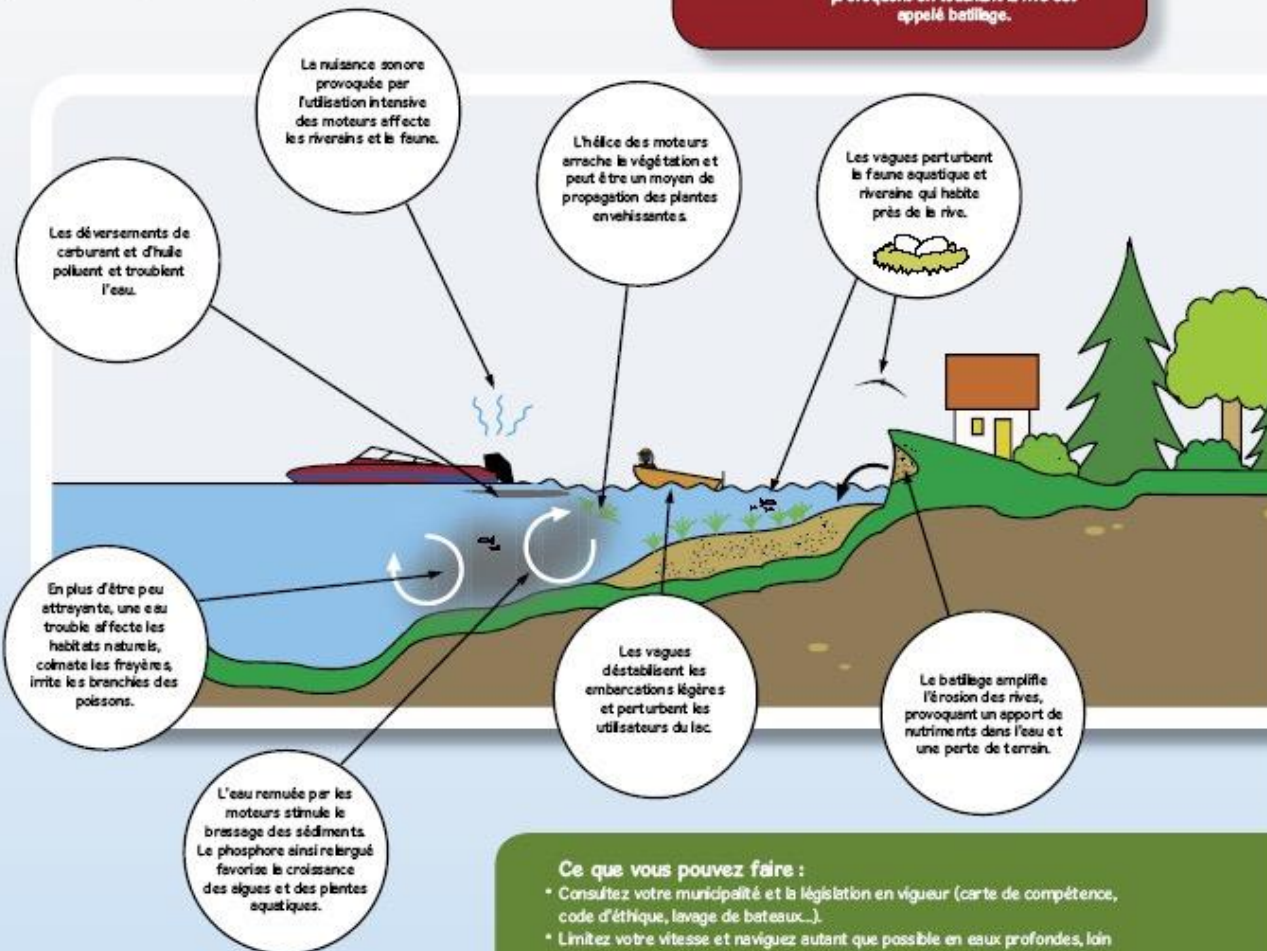 appelé batillage.
La nuisance sonore
provoquée par
l'utilisation intensive
des moteurs affecte
les riverains et la faune.
L'hélice des moteurs
arrache la végétation et
peut être un moyen de
propagation des plantes
envahissantes.
Les vagues perturbent
la faune aquatique et
riveraine qui habite
près de la rive.
Les déversements de
carburant et d'huile
polluent et troublent
l'eau.
En plus d'être peu
attrayante, une eau
trouble affecte les
habitats naturels,
colmate les frayères,
irrite les branchies des
poissons.
Les vagues
déstabilisent les
embarcations légères
et perturbent les
utilisateurs du lac.
Le batillage amplifie
l'érosion des rives,
provoquant un apport de
nutriments dans l'eau et
une perte de terrain.
L'eau remuée par les
moteurs stimule le
brassage des sédiments.
Le phosphore ainsi relargué
favorise la croissance
des algues et des plantes
aquatiques.
Ce que vous pouvez faire :
* Consultez votre municipalité et la législation en vigueur (carte de compétence,
code d'éthique, lavage de bateaux...).
* Limitez votre vitesse et naviguez autant que possible en eaux profondes, loin